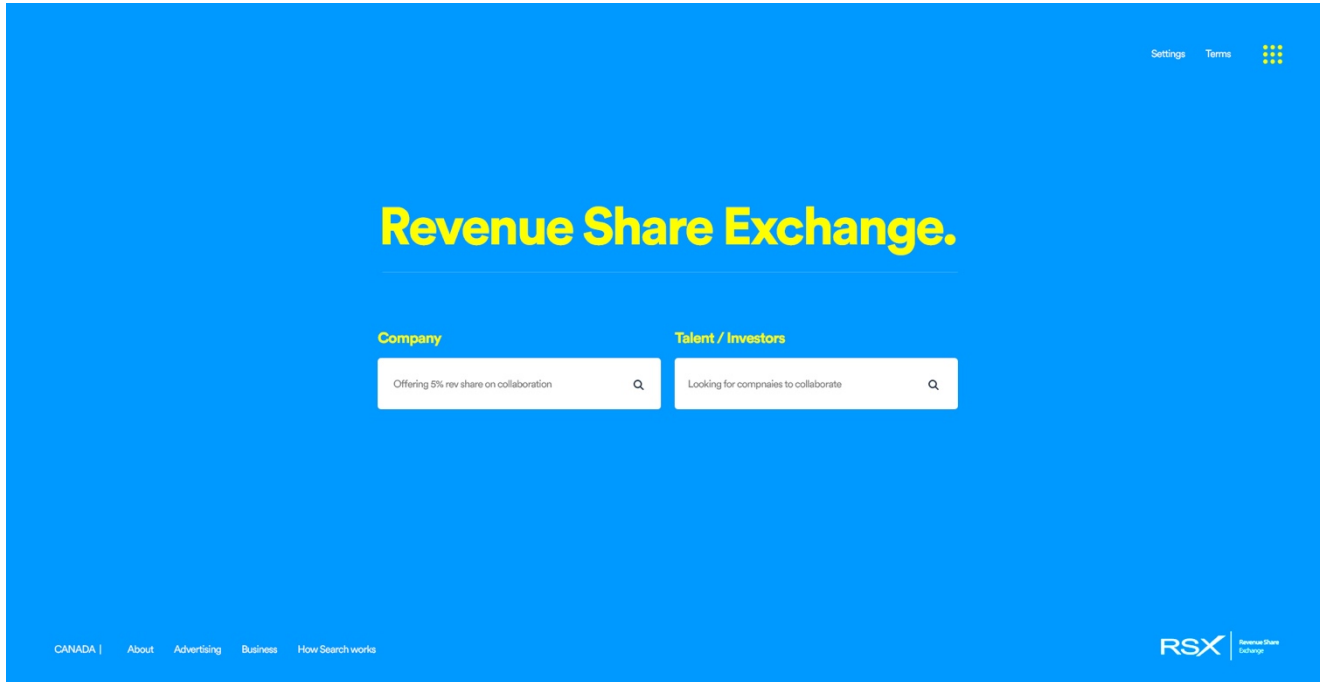 Settings Terms
Revenue Share Exchange.
Company
Talent / Investors
Offering 5% rev share on collaboration
Looking for compnaies to collaborate
CANADA | About Advertising Business How Search works
RSX
Revenue Share
Exchange